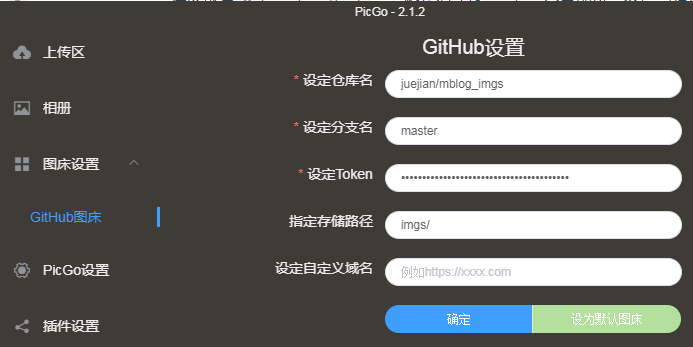 PicGo - 2.1.2
上传区
相册
图床设置
GitHub图床
PicGo设置
插件设置
GitHub设置
* 设定仓库名
juejian/mblog_imgs
* 设定分支名
master
* 设定Token
••••••••••••••••••••••••••••••••••••••••
指定存储路径
imgs/
设定自定义域名
例如https://xxxx.com
确定
设为默认图床